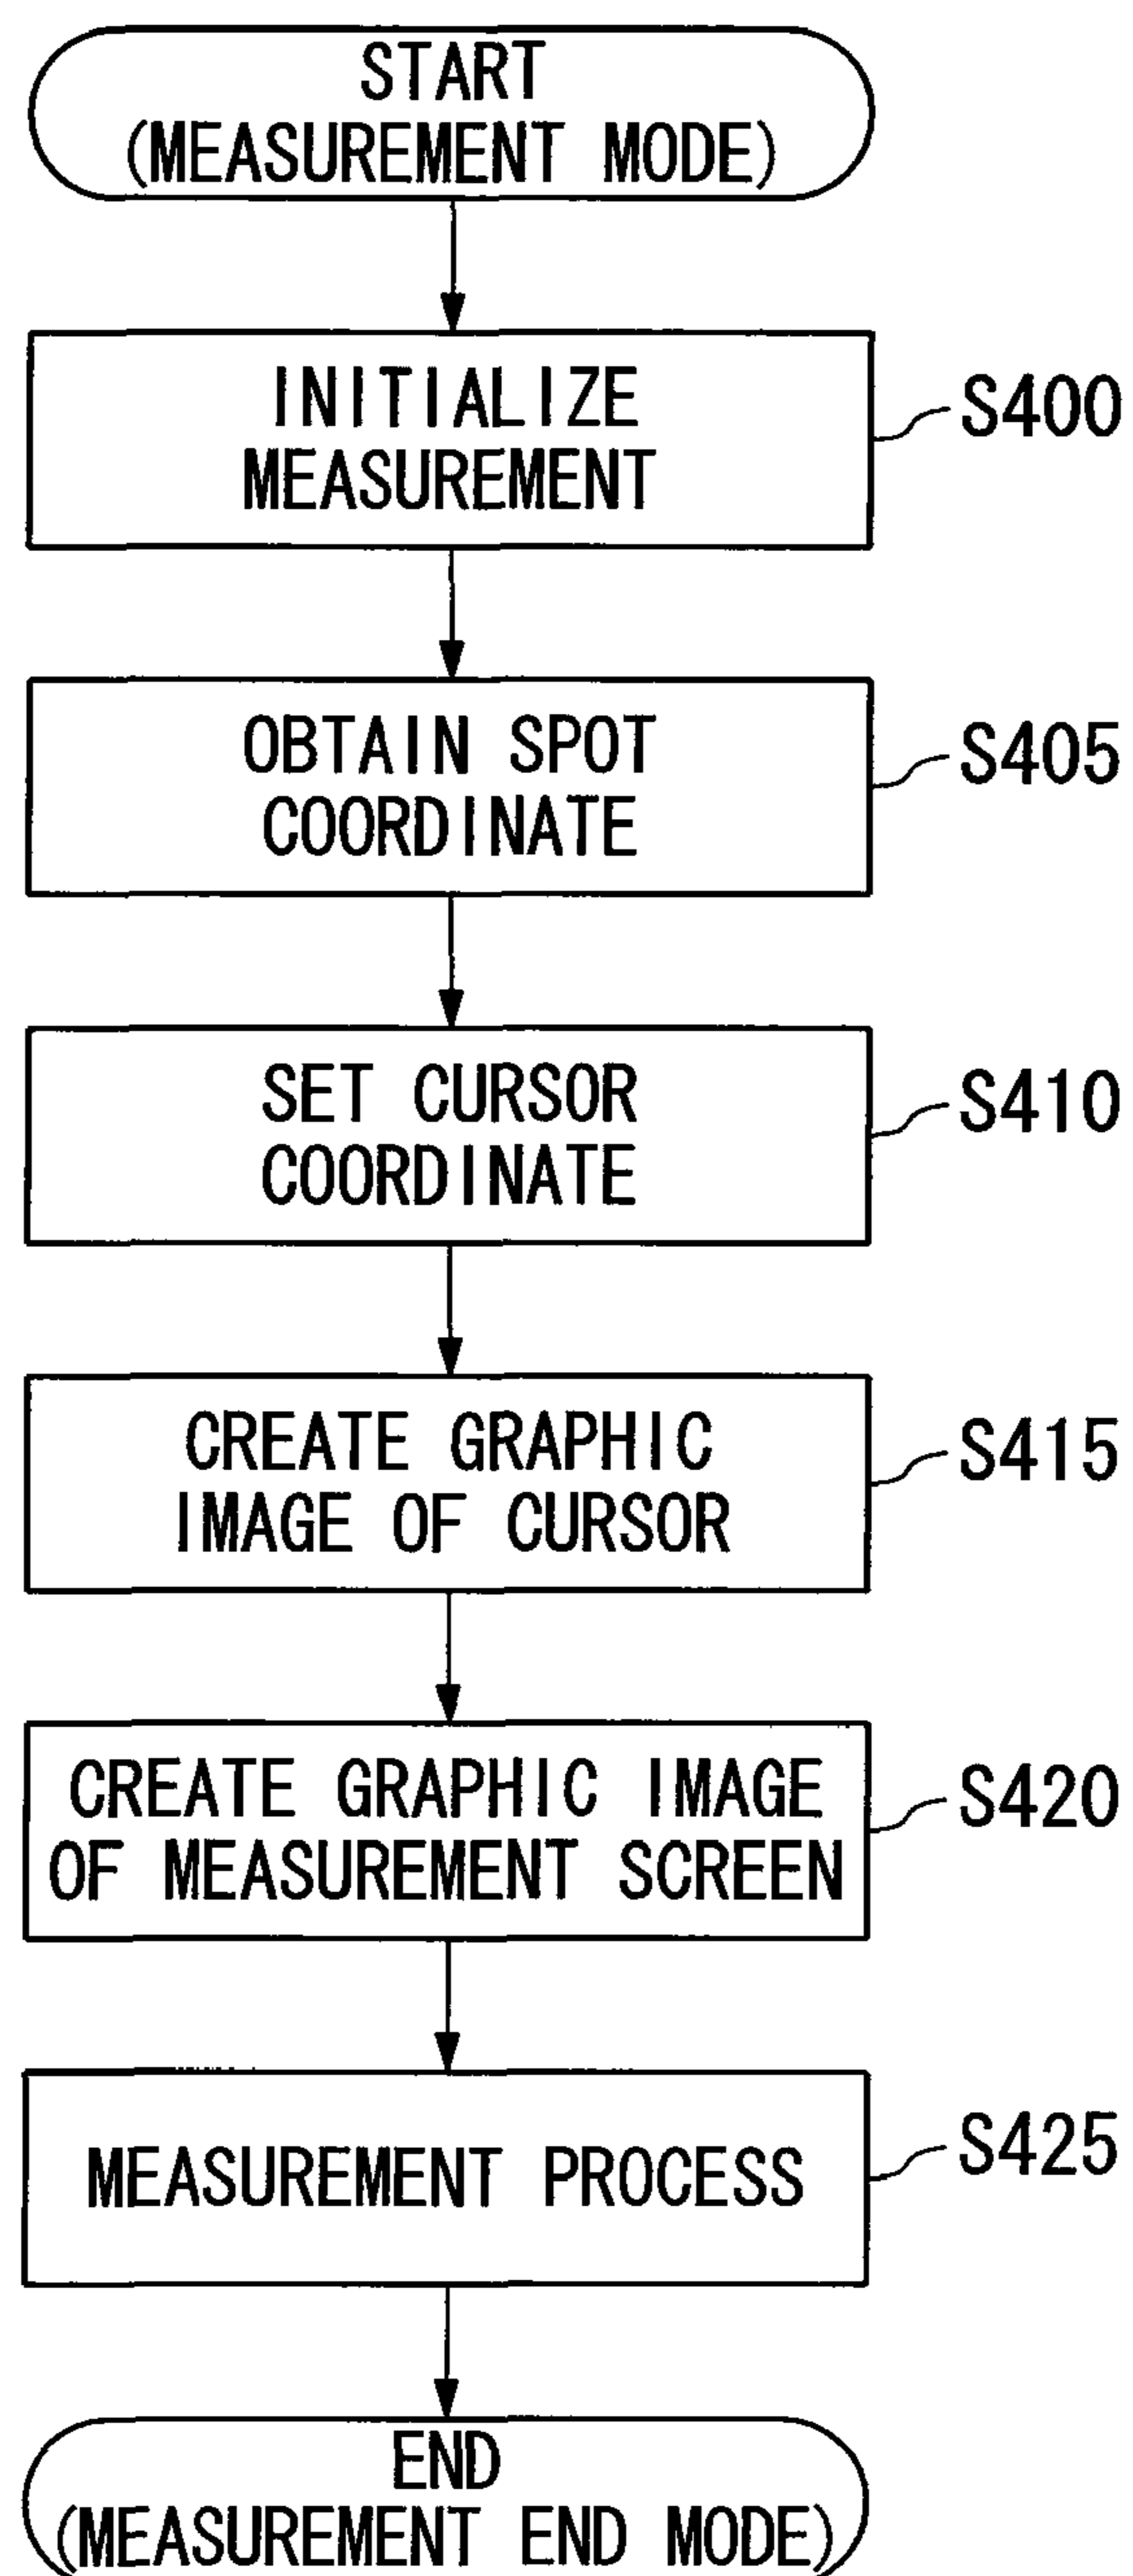 START
(MEASUREMENT MODE)
INITIALIZE
MEASUREMENT
S400
OBTAIN SPOT
COORDINATE
S405
SET CURSOR
COORDINATE
S410
CREATE GRAPHIC
IMAGE OF CURSOR
S415
CREATE GRAPHIC IMAGE
OF MEASUREMENT SCREEN
S420
MEASUREMENT PROCESS
S425
END
(MEASUREMENT END MODE)